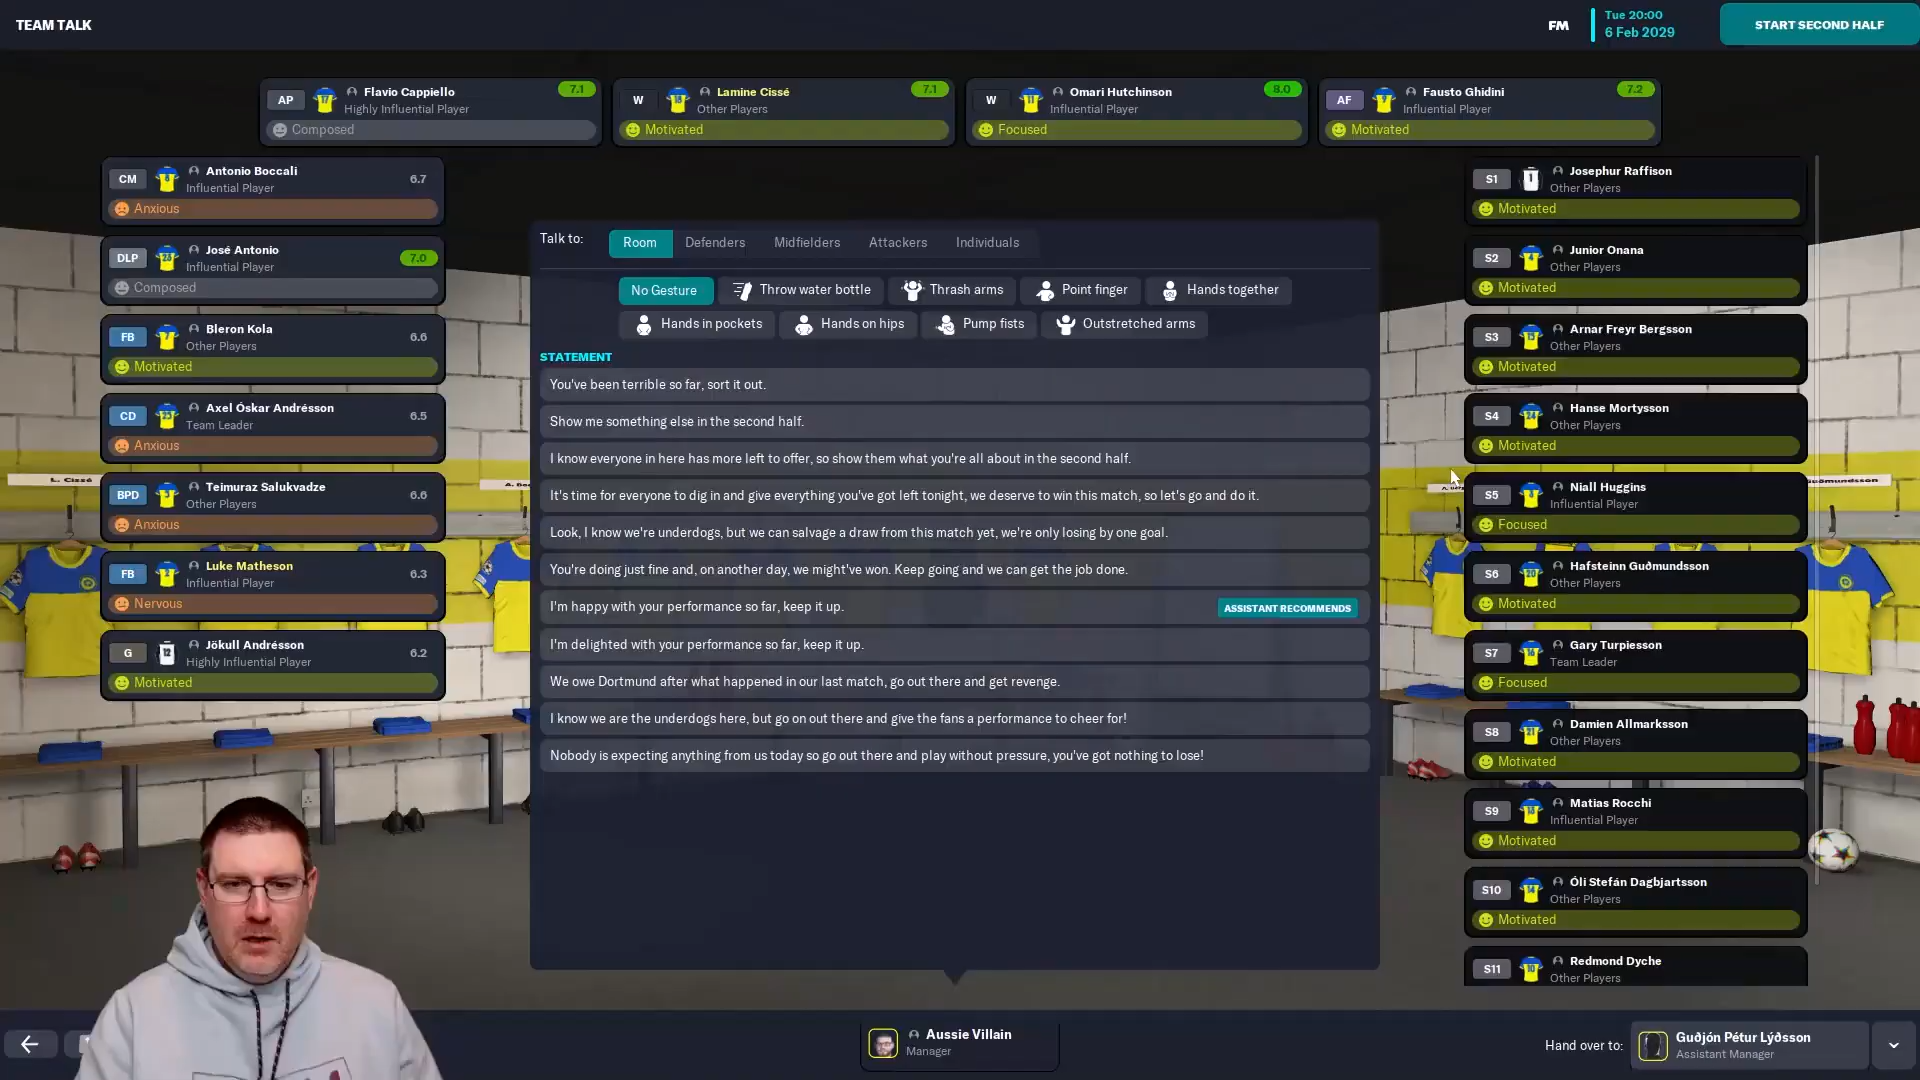 TEAM TALK
FM
Tue 20:00
6 Feb 2029
START SECOND HALF
AP
Flavio Cappiello
7.1
Highly Influential Player
Composed
W
Lamine Cissé
7.1
Other Players
Motivated
W
Omari Hutchinson
8.0
Influential Player
Focused
AF
Fausto Ghidini
7.2
Influential Player
Motivated
CM
Antonio Boccali
6.7
Influential Player
Anxious
DLP
José Antonio
7.0
Influential Player
Composed
FB
Bleron Kola
6.6
Other Players
Motivated
CD
Axel Óskar Andrésson
6.5
Team Leader
Anxious
BPD
Teimuraz Salukvadze
6.6
Other Players
Anxious
FB
Luke Matheson
6.3
Influential Player
Nervous
G
Jökull Andrésson
6.2
Highly Influential Player
Motivated
L. Cissé
Talk to:
Room
Defenders
Midfielders
Attackers
Individuals
No Gesture
Throw water bottle
Thrash arms
Point finger
Hands together
Hands in pockets
Hands on hips
Pump fists
Outstretched arms
STATEMENT
You've been terrible so far, sort it out.
Show me something else in the second half.
I know everyone in here has more left to offer, so show them what you're all about in the second half.
It's time for everyone to dig in and give everything you've got left tonight, we deserve to win this match, so let's go and do it.
Look, I know we're underdogs, but we can salvage a draw from this match yet, we're only losing by one goal.
You're doing just fine and, on another day, we might've won. Keep going and we can get the job done.
I'm happy with your performance so far, keep it up.
ASSISTANT RECOMMENDS
I'm delighted with your performance so far, keep it up.
We owe Dortmund after what happened in our last match, go out there and get revenge.
I know we are the underdogs here, but go on out there and give the fans a performance to cheer for!
Nobody is expecting anything from us today so go out there and play without pressure, you've got nothing to lose!
S1
Josephur Raffison
Other Players
Motivated
S2
Junior Onana
Other Players
Motivated
S3
Arnar Freyr Bergsson
Other Players
Motivated
S4
Hanse Mortysson
Other Players
Motivated
S5
Niall Huggins
Influential Player
Focused
S6
Hafsteinn Guðmundsson
Other Players
Motivated
S7
Gary Turpiesson
Team Leader
Focused
S8
Damien Allmarksson
Other Players
Motivated
S9
Matias Rocchi
Influential Player
Motivated
S10
Óli Stefán Dagbjartsson
Other Players
Motivated
S11
Redmond Dyche
Other Players
Aussie Villain
Manager
Hand over to:
Guðjón Pétur Lýðsson
Assistant Manager